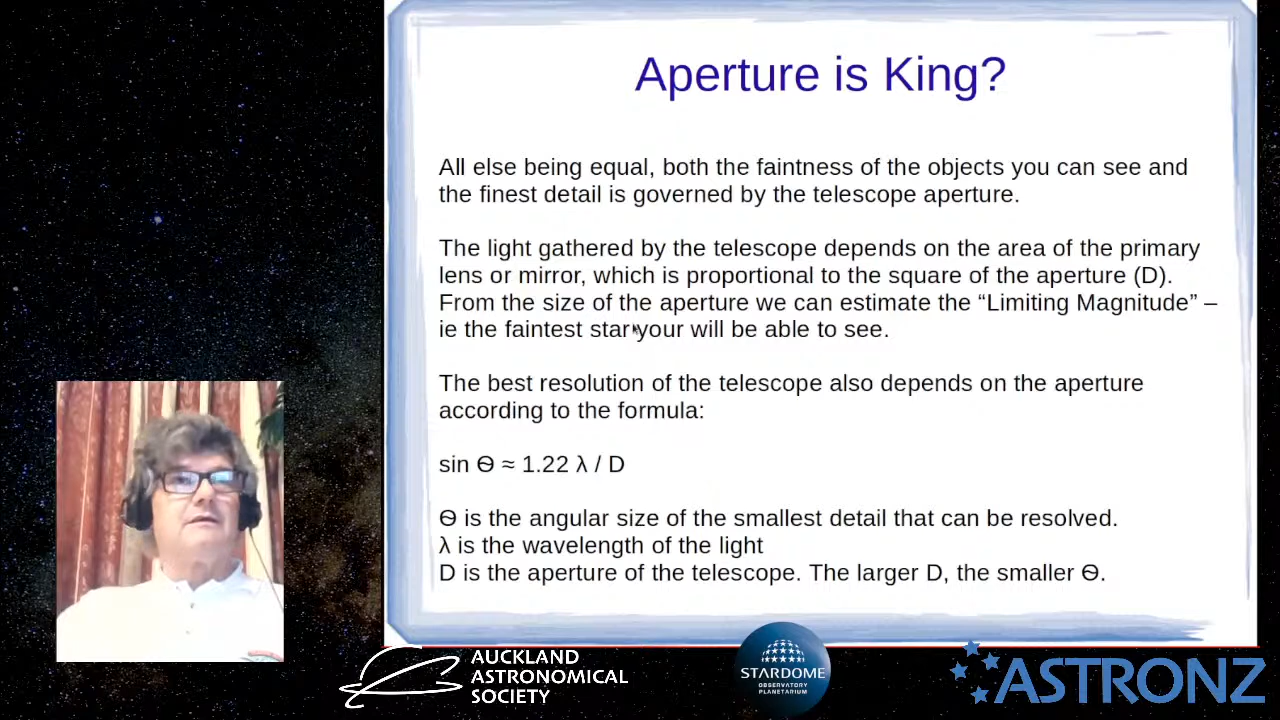 Aperture is King?
All else being equal, both the faintness of the objects you can see and
the finest detail is governed by the telescope aperture.
The light gathered by the telescope depends on the area of the primary
lens or mirror, which is proportional to the square of the aperture (D).
From the size of the aperture we can estimate the “Limiting Magnitude” –
ie the faintest star your will be able to see.
The best resolution of the telescope also depends on the aperture
according to the formula:
sin ϴ ≈ 1.22 λ / D
ϴ is the angular size of the smallest detail that can be resolved.
λ is the wavelength of the light
D is the aperture of the telescope. The larger D, the smaller ϴ.
AUCKLAND
ASTRONOMICAL
SOCIETY
STARDOME
OBSERVATORY
PLANETARIUM
ASTRONZ